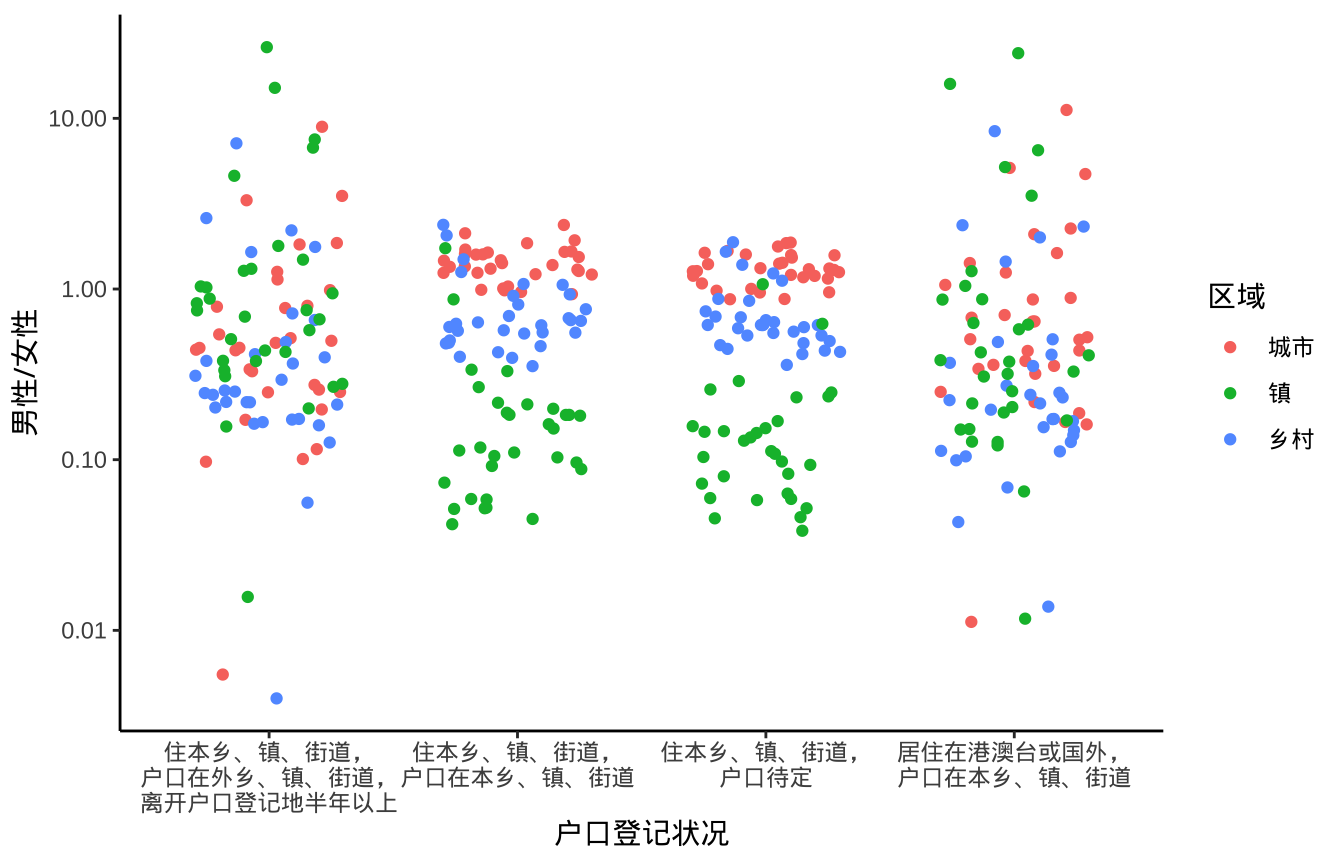 男性/女性
10.00
1.00
0.10
0.01
住本乡、镇、街道，
户口在外乡、镇、街道，
离开户口登记地半年以上
住本乡、镇、街道，
户口在本乡、镇、街道
住本乡、镇、街道，
户口待定
居住在港澳台或国外，
户口在本乡、镇、街道
户口登记状况
区域
城市
镇
乡村